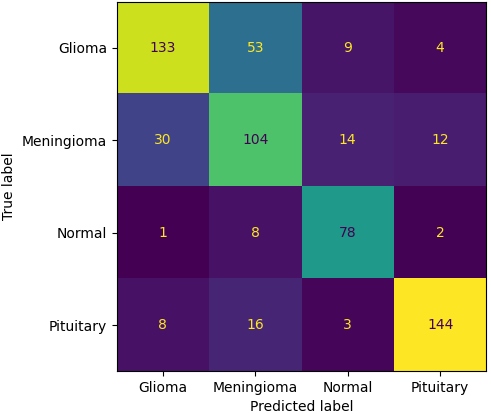 True label
Glioma 133 53 9 4
Meningioma 30 104 14 12
Normal 1 8 78 2
Pituitary 8 16 3 144
Glioma Meningioma Normal Pituitary
Predicted label